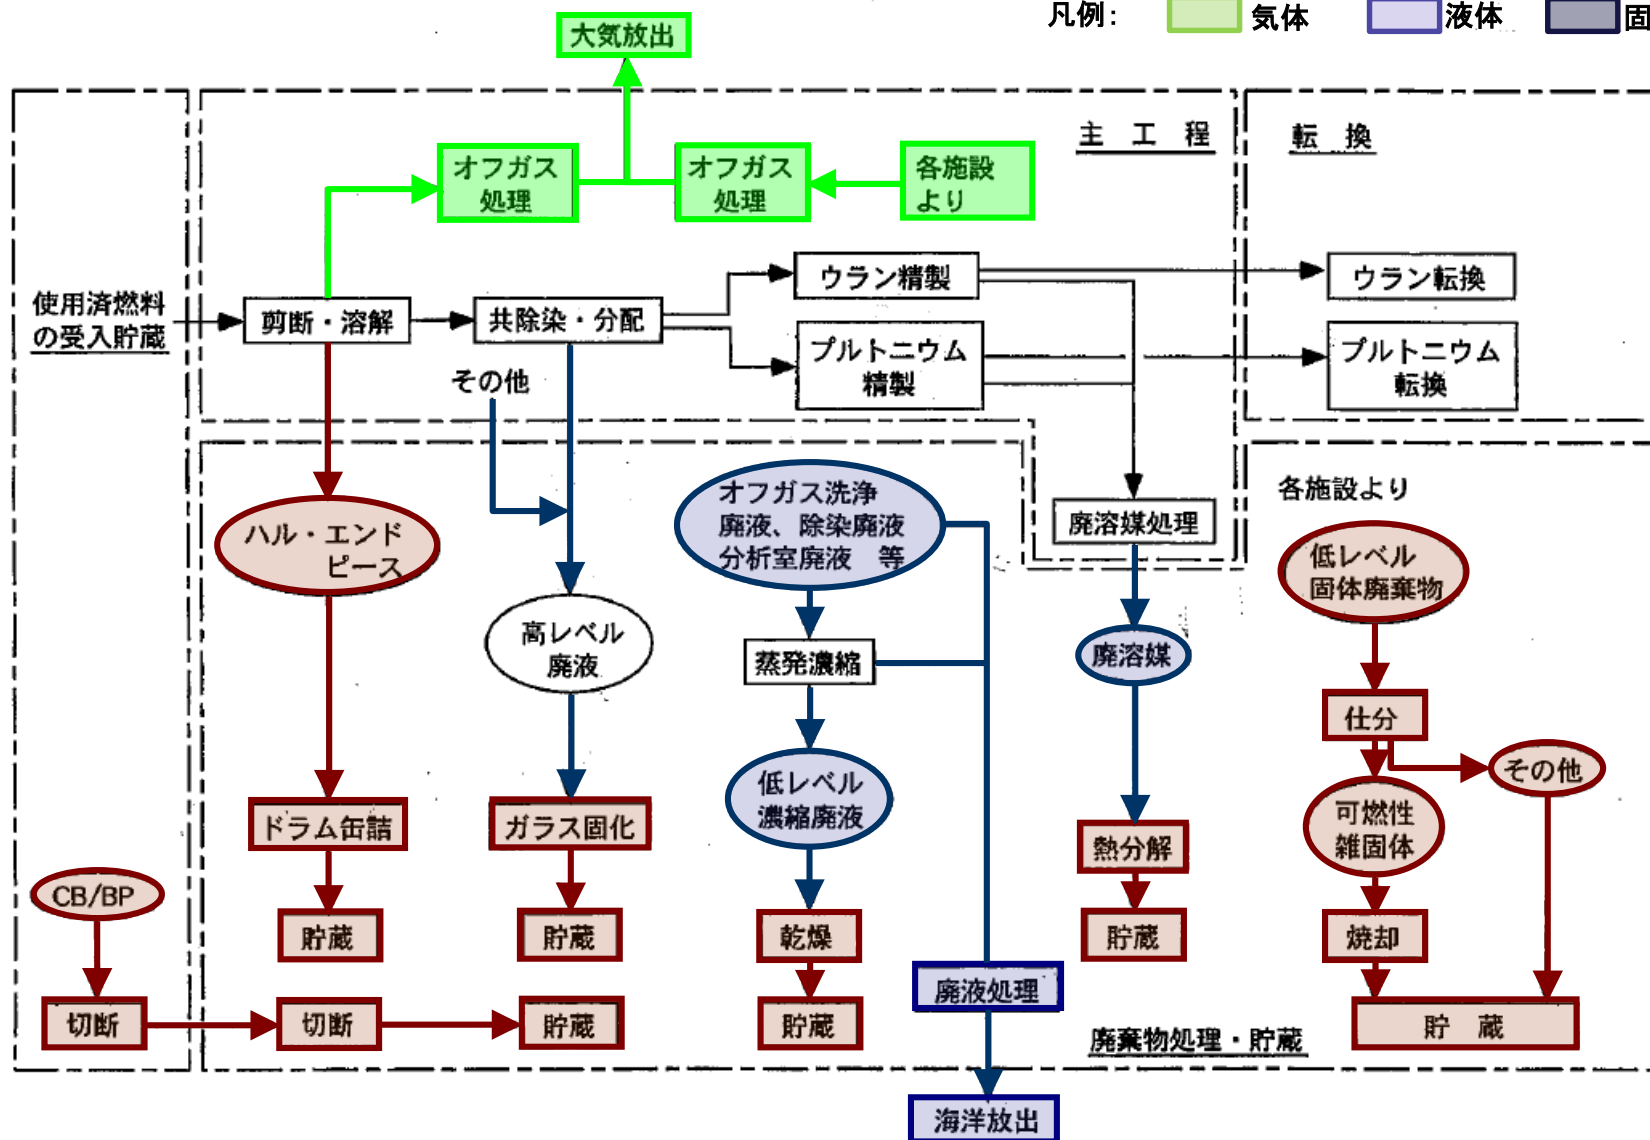 凡例:
気体
液体
固
大気放出
主 工 程
転 換
オフガス
処理
オフガス
処理
各施設
より
使用済燃料
の受入貯蔵
剪断・溶解
共除染・分配
ウラン精製
ウラン転換
プルトニウム
精製
プルトニウム
転換
その他
ハル・エンド
ピース
オフガス洗浄
廃液、除染廃液
分析室廃液 等
廃溶媒処理
各施設より
低レベル
固体廃棄物
高レベル
廃液
蒸発濃縮
廃溶媒
仕分
その他
低レベル
濃縮廃液
可燃性
雑固体
ドラム缶詰
ガラス固化
熱分解
CB/BP
貯蔵
貯蔵
乾燥
貯蔵
焼却
廃液処理
切断
切断
貯蔵
貯蔵
貯 蔵
廃棄物処理・貯蔵
海洋放出